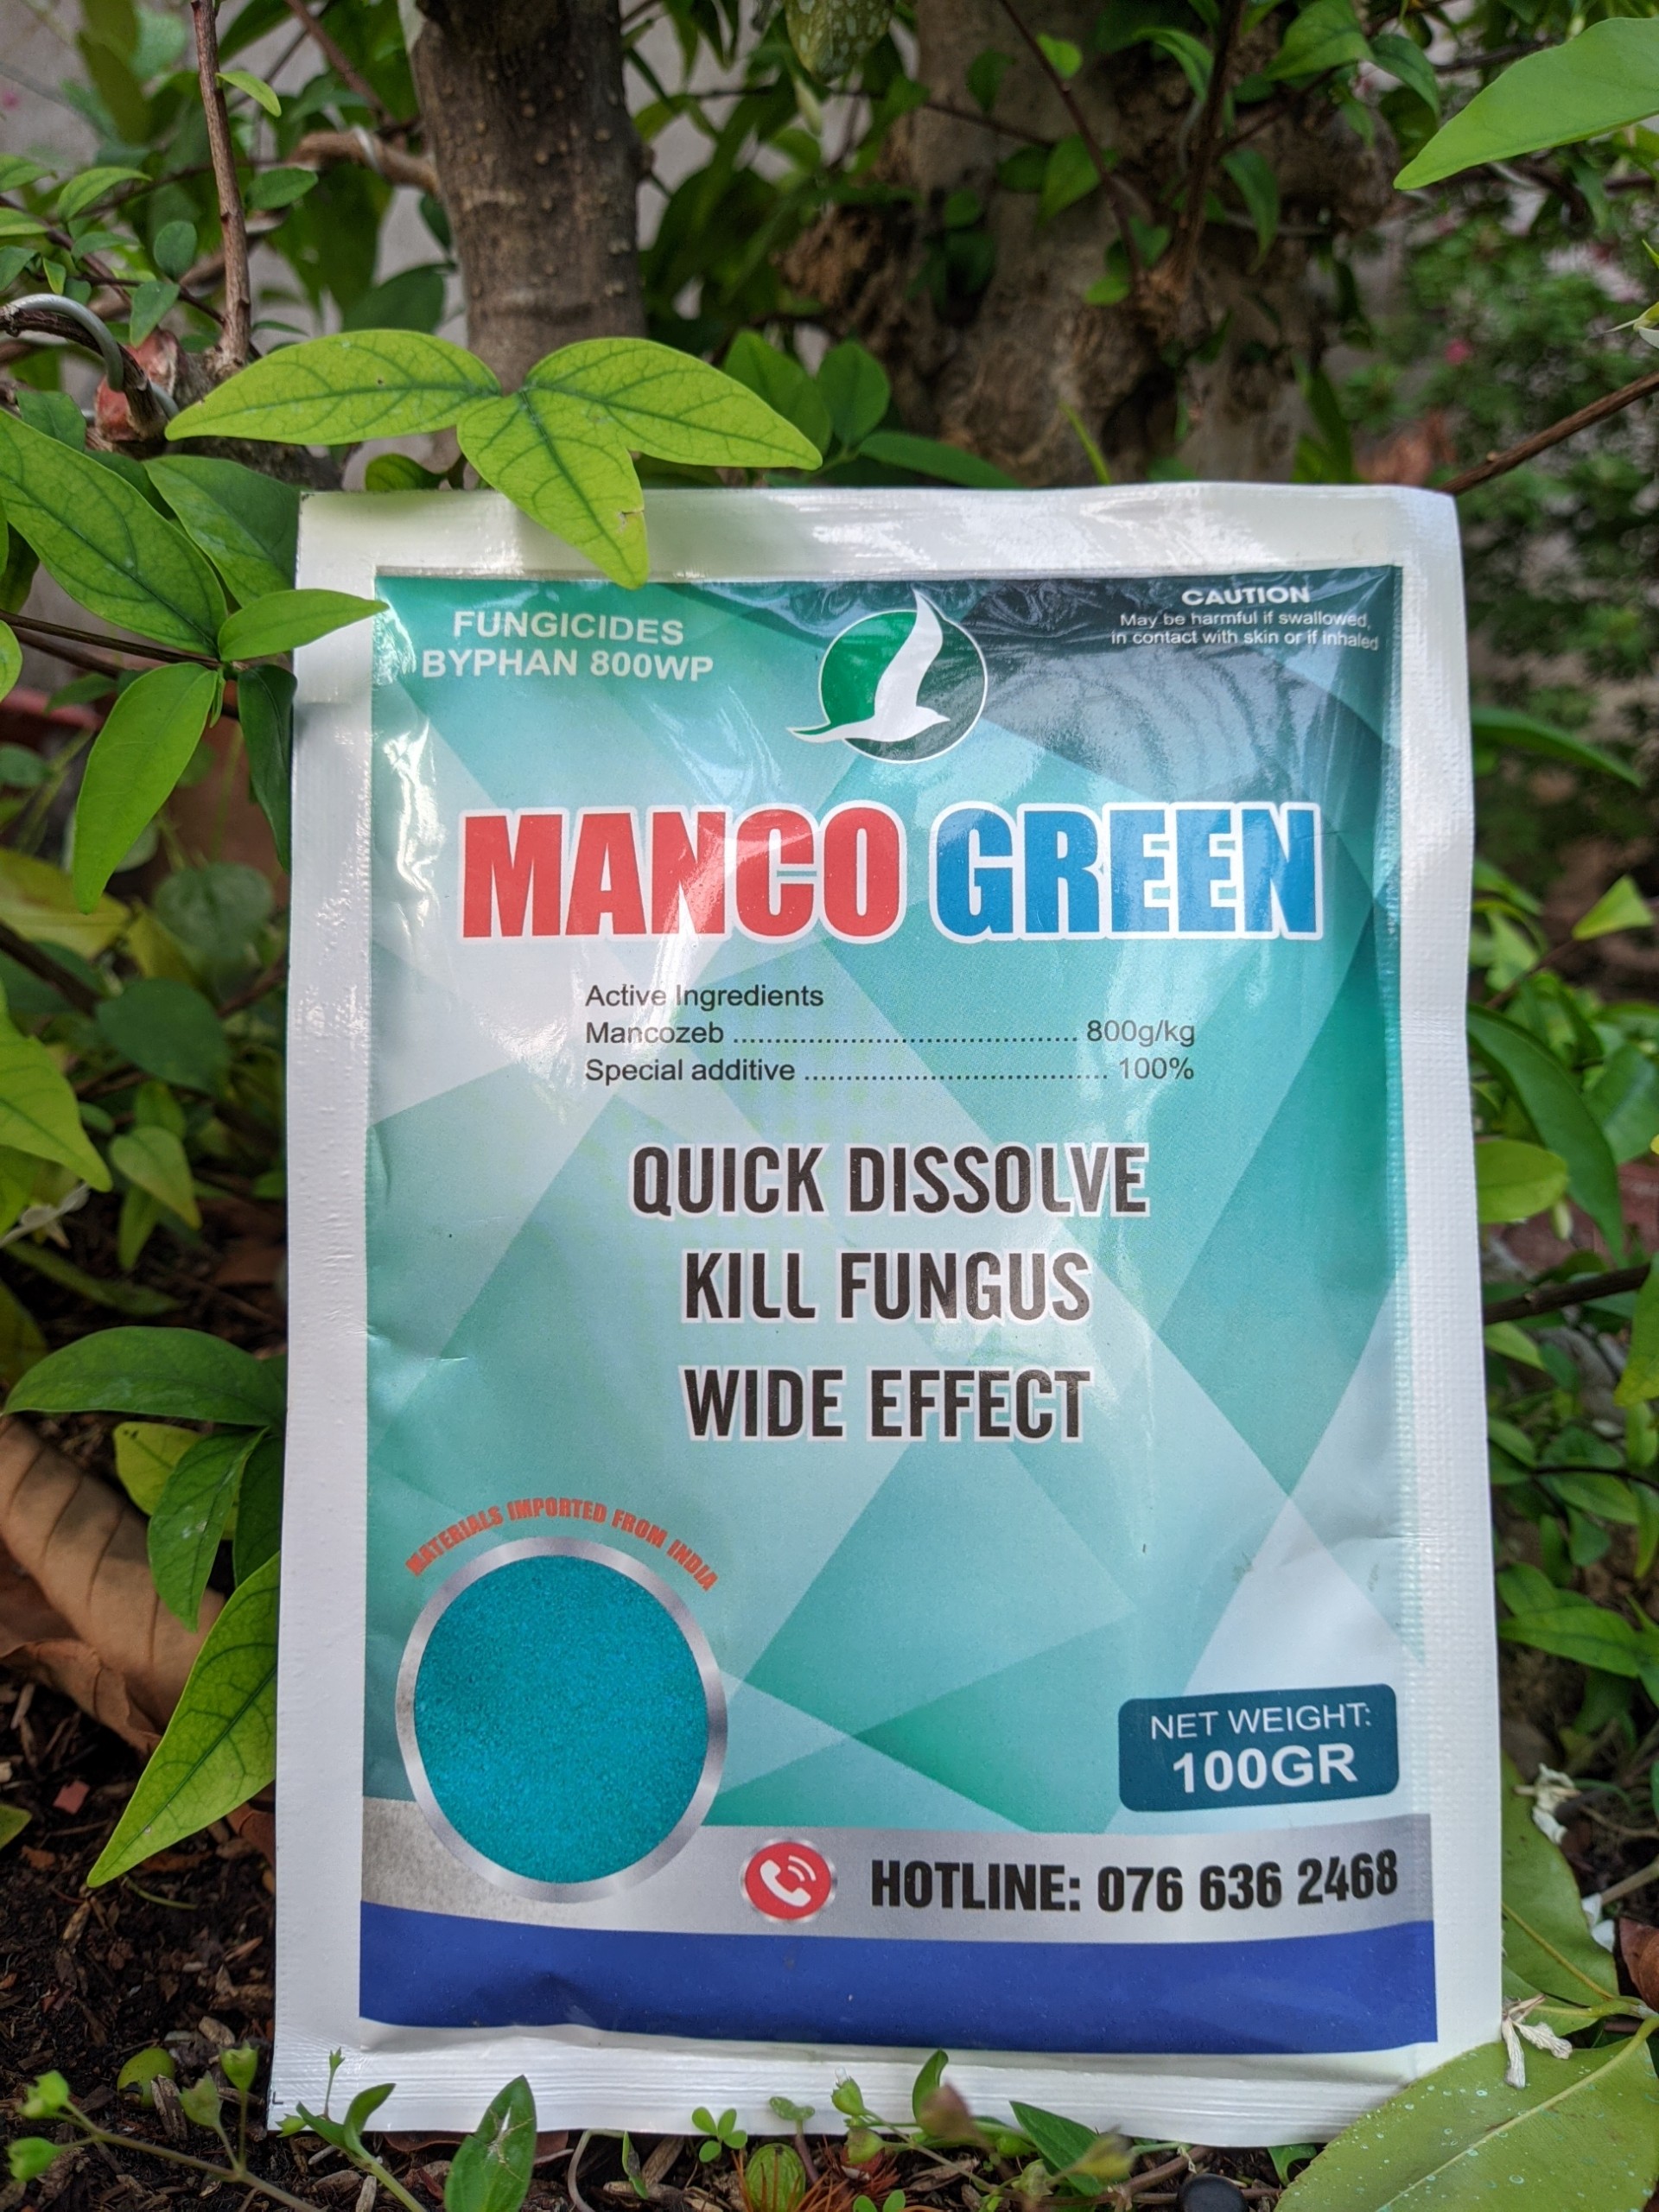 FUNGICIDES
BYPHAN 800WP
CAUTION
May be harmful if swallowed,
in contact with skin or if inhaled
MANCO GREEN
Active Ingredients
Mancozeb .......................................... 800g/kg
Special additive ..................................... 100%
QUICK DISSOLVE
KILL FUNGUS
WIDE EFFECT
MATERIALS IMPORTED FROM INDIA
NET WEIGHT:
100GR
HOTLINE: 076 636 2468